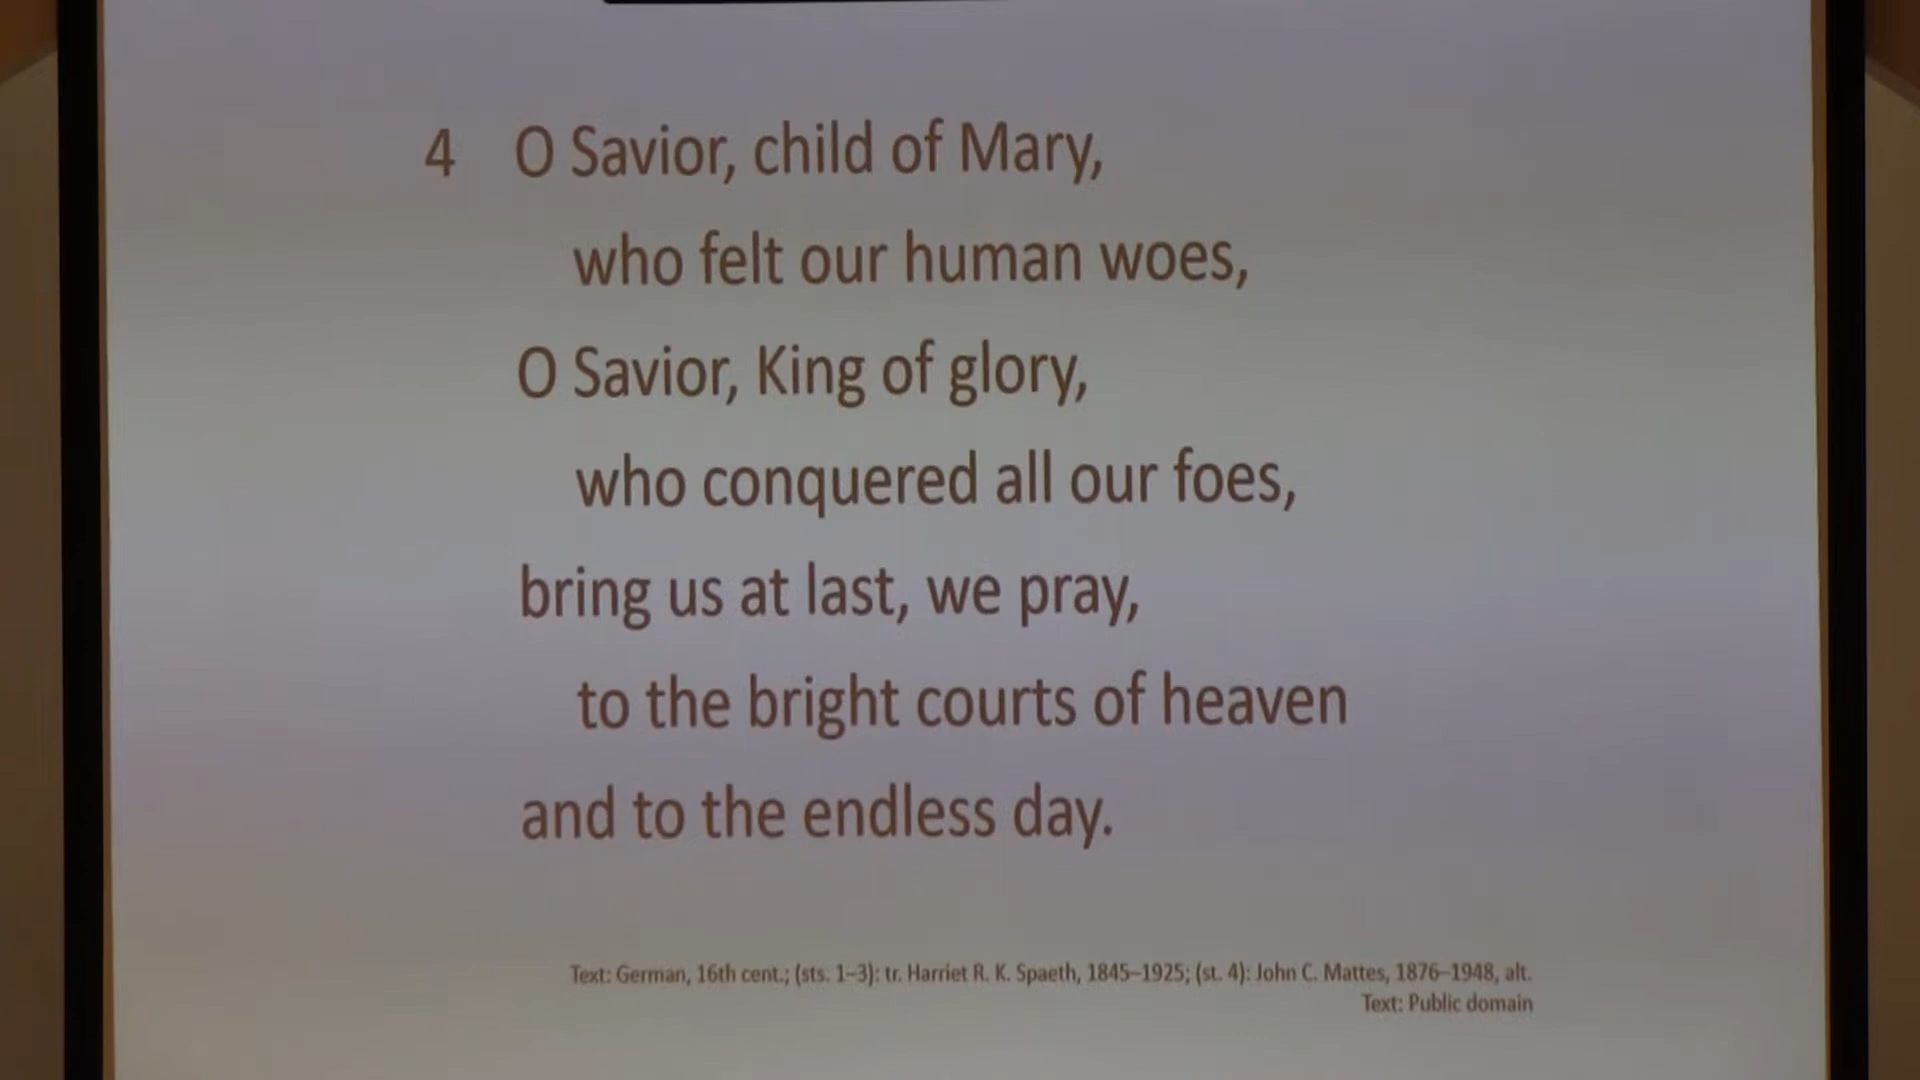 4 O Savior, child of Mary,
who felt our human woes,
O Savior, King of glory,
who conquered all our foes,
bring us at last, we pray,
to the bright courts of heaven
and to the endless day.
Text: German, 16th cent.; (sts. 1–3): tr. Harriet R. K. Spaeth, 1845–1925; (st. 4): John C. Mattes, 1876–1948, alt.
Text: Public domain